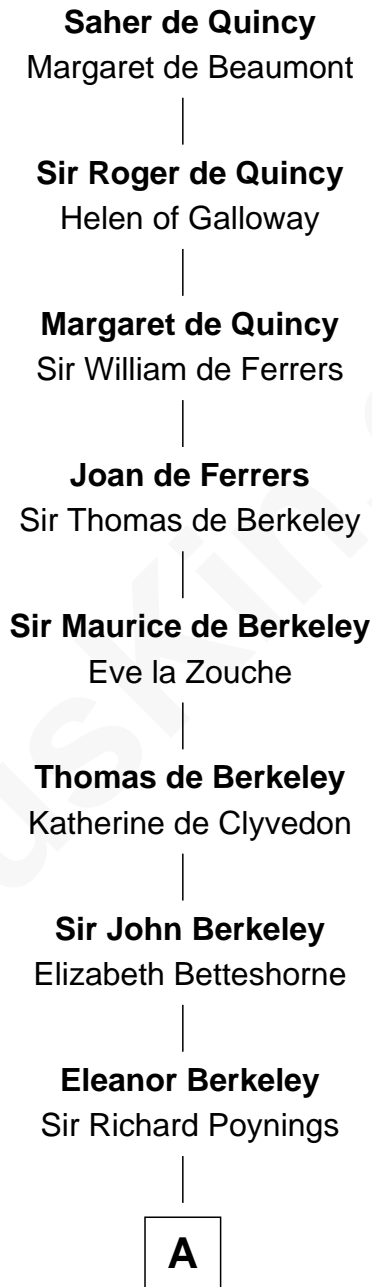 Saher de Quincy
Margaret de Beaumont
Sir Roger de Quincy
Helen of Galloway
Margaret de Quincy
Sir William de Ferrers
Joan de Ferrers
Sir Thomas de Berkeley
Sir Maurice de Berkeley
Eve la Zouche
Thomas de Berkeley
Katherine de Clyvedon
Sir John Berkeley
Elizabeth Betteshorne
Eleanor Berkeley
Sir Richard Poynings
A